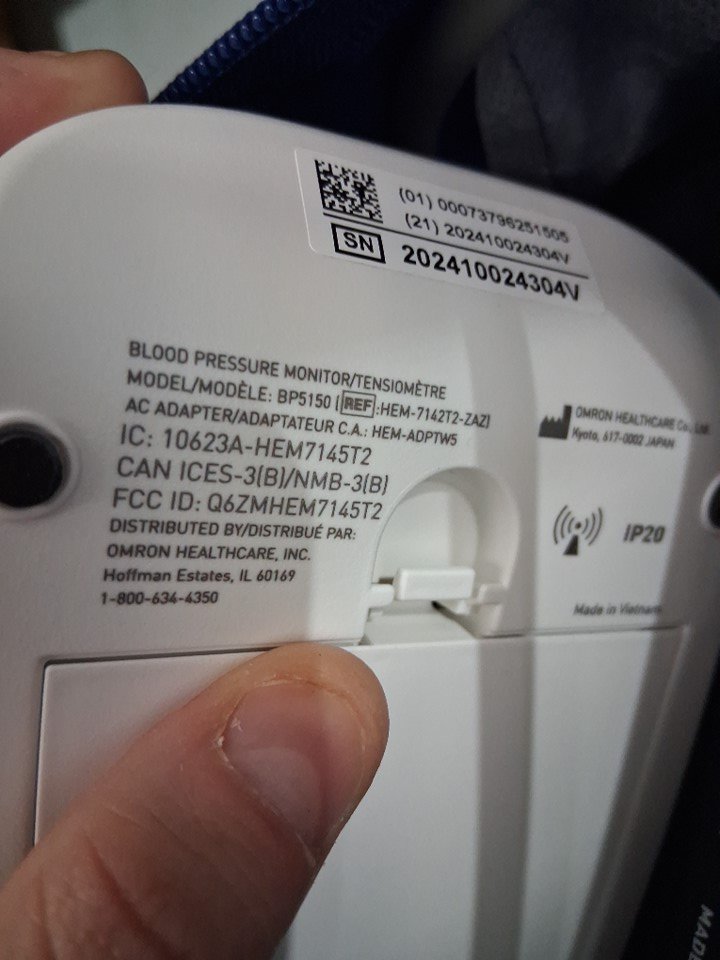 (01) 00073796251505
(21) 202410024304V
SN 202410024304V
BLOOD PRESSURE MONITOR/TENSIOMÈTRE
MODEL/MODÈLE: BP5150 (REF:HEM-7142T2-ZAZ)
AC ADAPTER/ADAPTATEUR C.A.: HEM-ADPTW5
IC: 10623A-HEM7145T2
CAN ICES-3(B)/NMB-3(B)
FCC ID: Q6ZMHEM7145T2
DISTRIBUTED BY/DISTRIBUÉ PAR:
OMRON HEALTHCARE, INC.
Hoffman Estates, IL 60169
1-800-634-4350
OMRON HEALTHCARE Co., Ltd.
Kyoto, 617-0002 JAPAN
IP20
Made in Vietnam
MADE